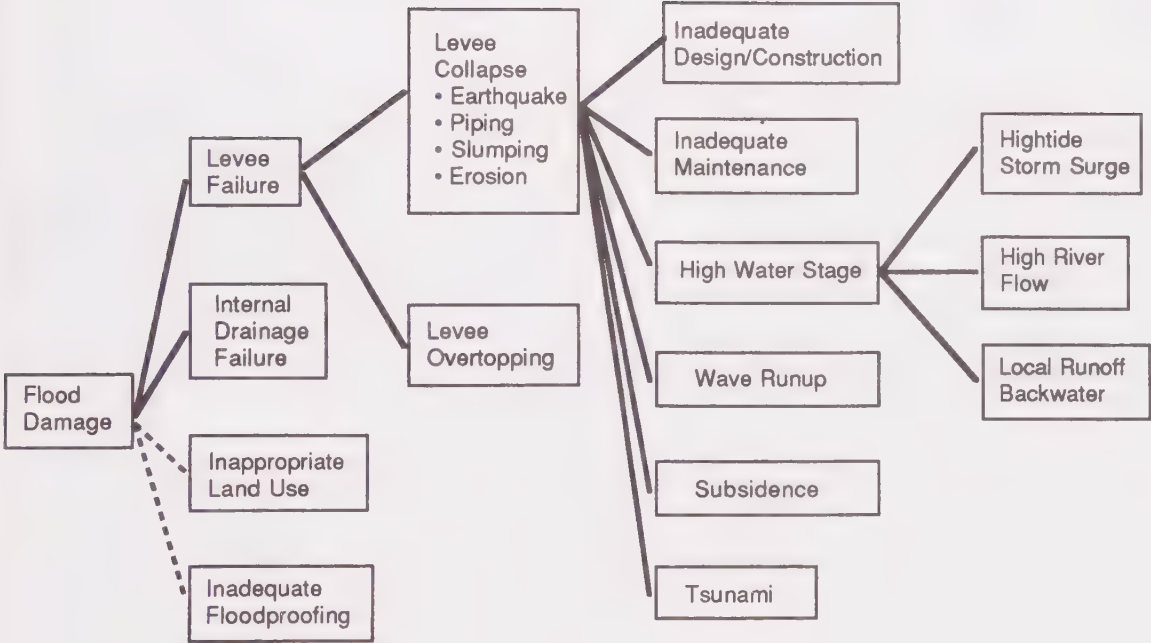 Flood
Damage
Levee
Failure
Internal
Drainage
Failure
Inappropriate
Land Use
Inadequate
Floodproofing
Levee
Collapse
• Earthquake
• Piping
• Slumping
• Erosion
Levee
Overtopping
Inadequate
Design/Construction
Inadequate
Maintenance
High Water Stage
Wave Runup
Subsidence
Tsunami
Hightide
Storm Surge
High River
Flow
Local Runoff
Backwater